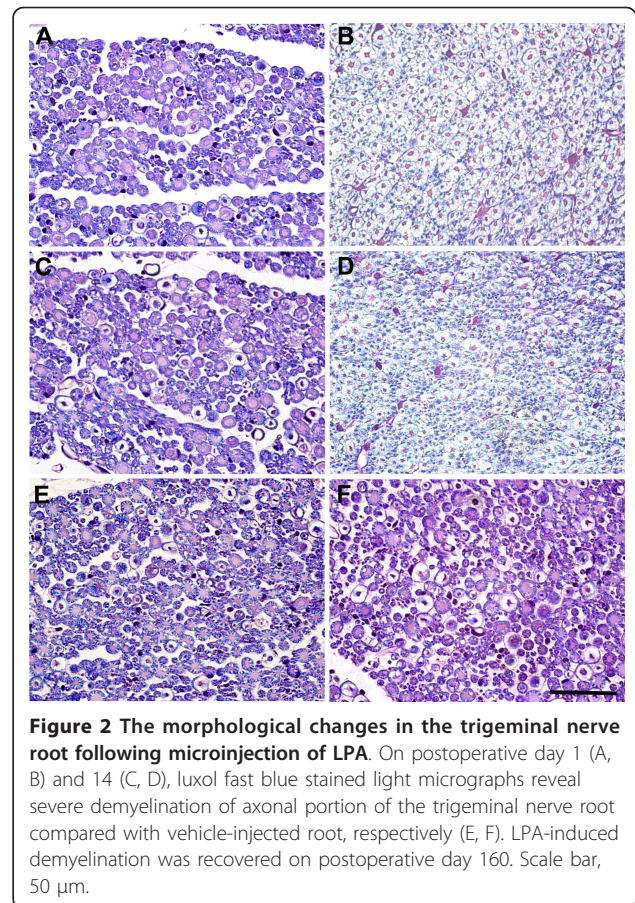 A
B
C
D
E
F
Figure 2 The morphological changes in the trigeminal nerve
root following microinjection of LPA. On postoperative day 1 (A,
B) and 14 (C, D), luxol fast blue stained light micrographs reveal
severe demyelination of axonal portion of the trigeminal nerve root
compared with vehicle-injected root, respectively (E, F). LPA-induced
demyelination was recovered on postoperative day 160. Scale bar,
50 μm.